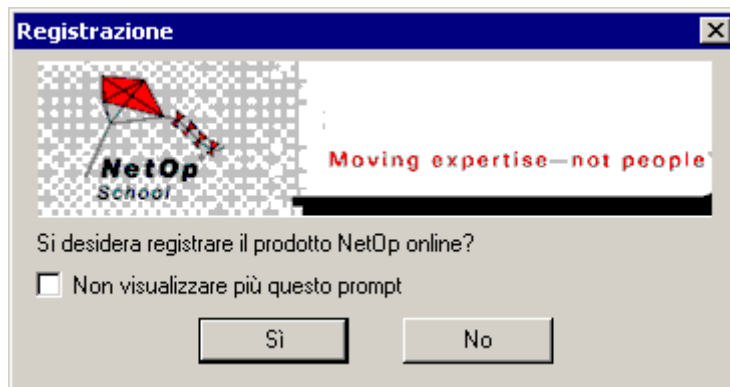 Registrazione
NetOp
School
Moving expertise—not people
Si desidera registrare il prodotto NetOp online?
Non visualizzare più questo prompt
Sì
No